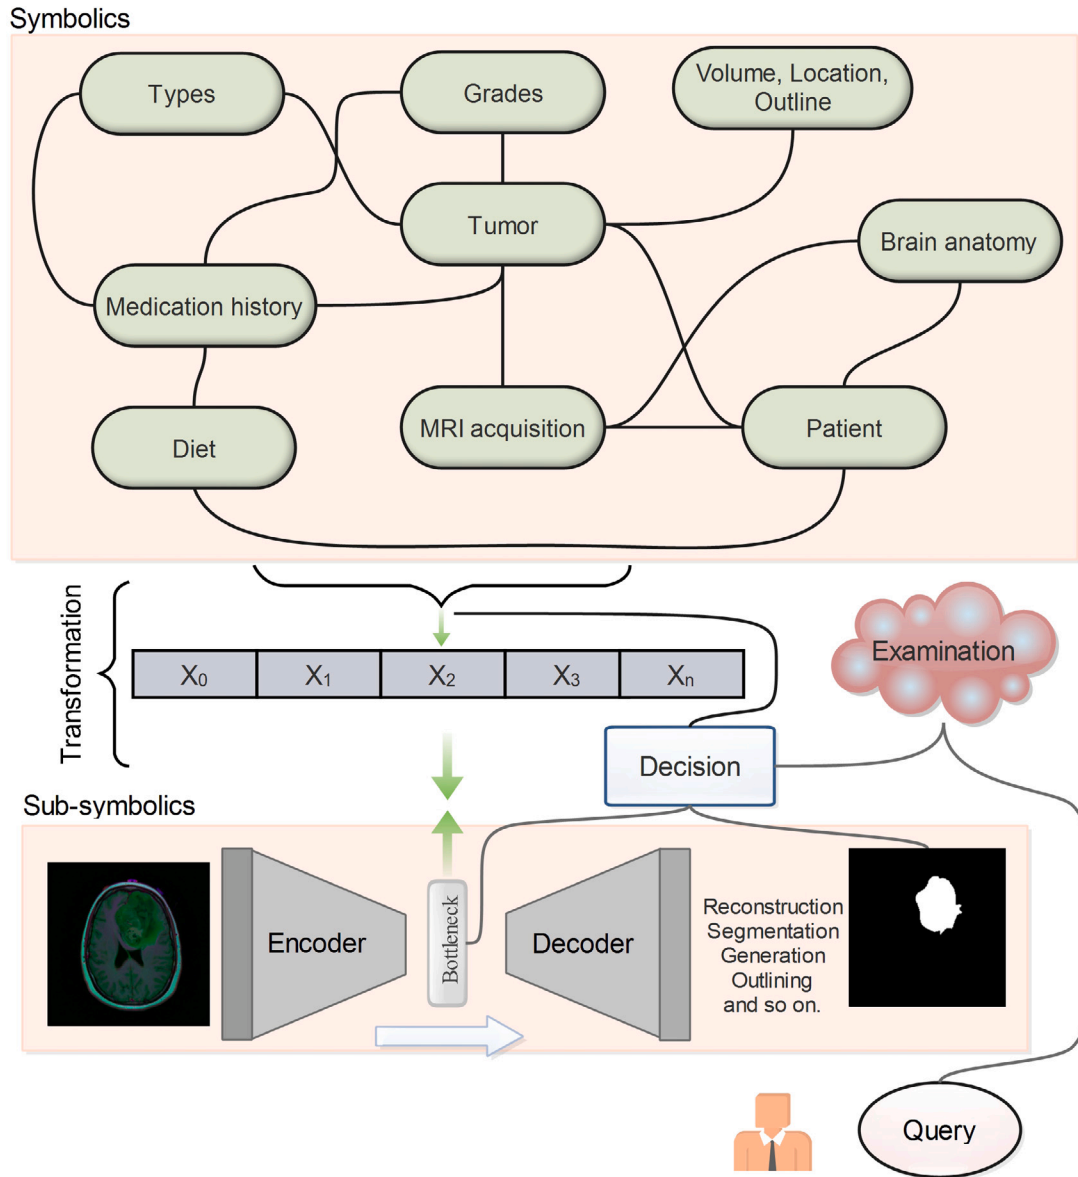 Symbolics
Types
Grades
Volume, Location,
Outline
Tumor
Brain anatomy
Medication history
MRI acquisition
Patient
Diet
Transformation
X₀
X₁
X₂
X₃
Xₙ
Examination
Decision
Sub-symbolics
Encoder
Bottleneck
Decoder
Reconstruction
Segmentation
Generation
Outlining
and so on.
Query